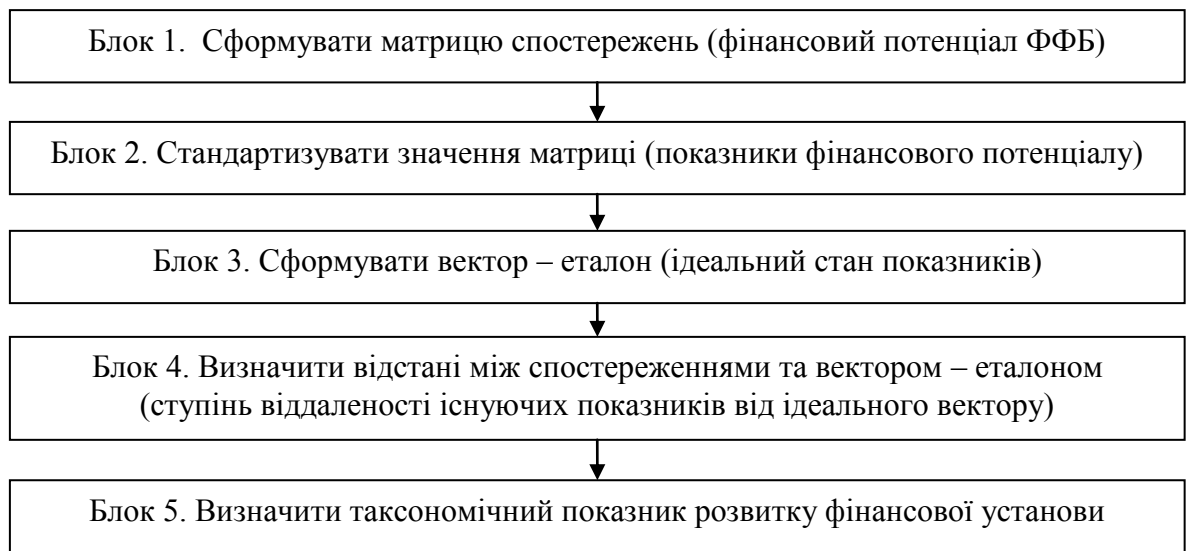 Блок 1. Сформувати матрицю спостережень (фінансовий потенціал ФФБ)
Блок 2. Стандартизувати значення матриці (показники фінансового потенціалу)
Блок 3. Сформувати вектор – еталон (ідеальний стан показників)
Блок 4. Визначити відстані між спостереженнями та вектором – еталоном
(ступінь віддаленості існуючих показників від ідеального вектору)
Блок 5. Визначити таксономічний показник розвитку фінансової установи